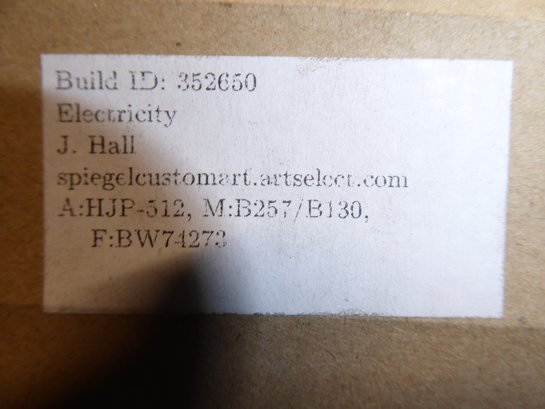 Build ID: 352650
Electricity
J. Hall
spiegelcustomart.artselect.com
A:HJP-512, M:B257/B130,
F:BW74273